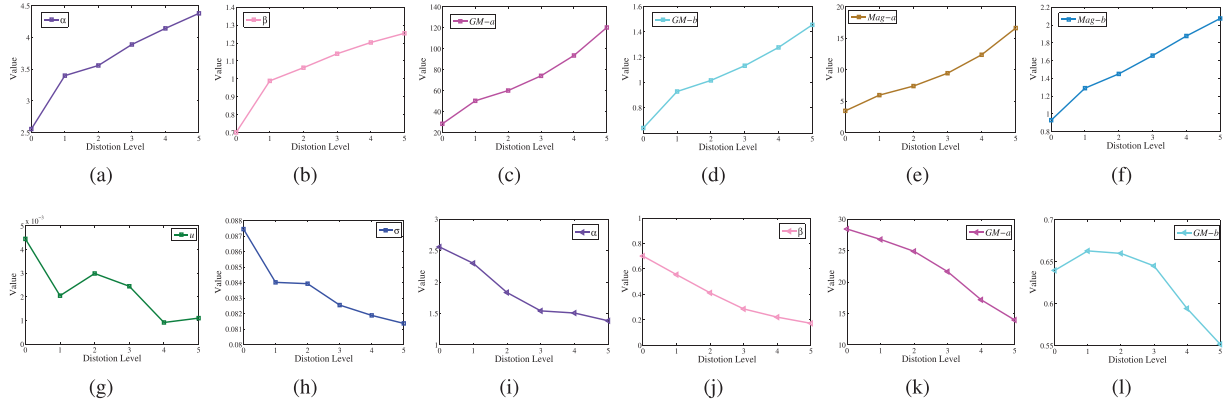 4.5
4
3.5
3
2.5
Value
α
0 1 2 3 4 5
Distotion Level
(a)
1.4
1.3
1.2
1.1
1
0.9
0.8
0.7
Value
β
0 1 2 3 4 5
Distotion Level
(b)
140
120
100
80
60
40
20
Value
GM-a
0 1 2 3 4 5
Distotion Level
(c)
1.6
1.4
1.2
1
0.8
0.6
Value
GM-b
0 1 2 3 4 5
Distotion Level
(d)
20
15
10
5
0
Value
Mag-a
0 1 2 3 4 5
Distotion Level
(e)
2.2
2
1.8
1.6
1.4
1.2
1
0.8
Value
Mag-b
0 1 2 3 4 5
Distotion Level
(f)
x 10⁻³
5
4
3
2
1
0
Value
u
0 1 2 3 4 5
Distotion Level
(g)
0.088
0.087
0.086
0.085
0.084
0.083
0.082
0.081
0.08
Value
σ
0 1 2 3 4 5
Distotion Level
(h)
3
2.5
2
1.5
1
Value
α
0 1 2 3 4 5
Distotion Level
(i)
1
0.8
0.6
0.4
0.2
0
Value
β
0 1 2 3 4 5
Distotion Level
(j)
30
25
20
15
10
Value
GM-a
0 1 2 3 4 5
Distotion Level
(k)
0.7
0.65
0.6
0.55
Value
GM-b
0 1 2 3 4 5
Distotion Level
(l)